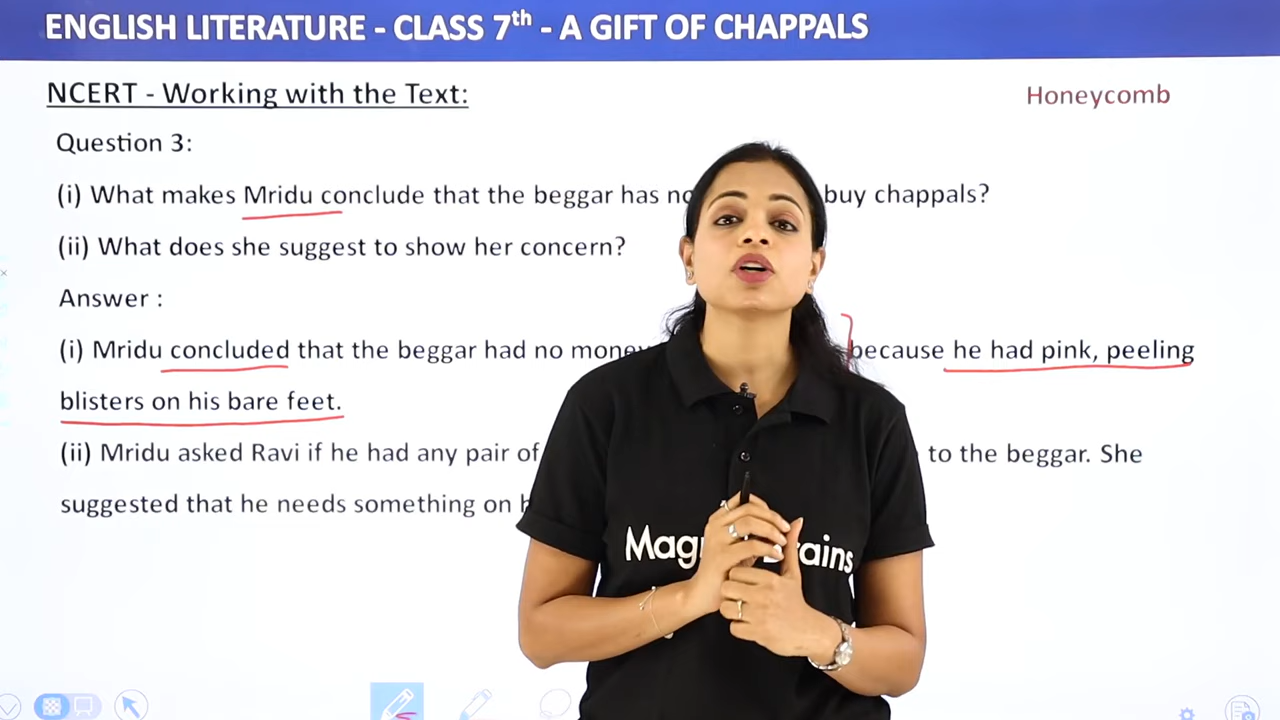 ENGLISH LITERATURE - CLASS 7th - A GIFT OF CHAPPALS
NCERT - Working with the Text:
Honeycomb
Question 3:
(i) What makes Mridu conclude that the beggar has no buy chappals?
(ii) What does she suggest to show her concern?
Answer :
(i) Mridu concluded that the beggar had no money because he had pink, peeling
blisters on his bare feet.
(ii) Mridu asked Ravi if he had any pair of to the beggar. She
suggested that he needs something on